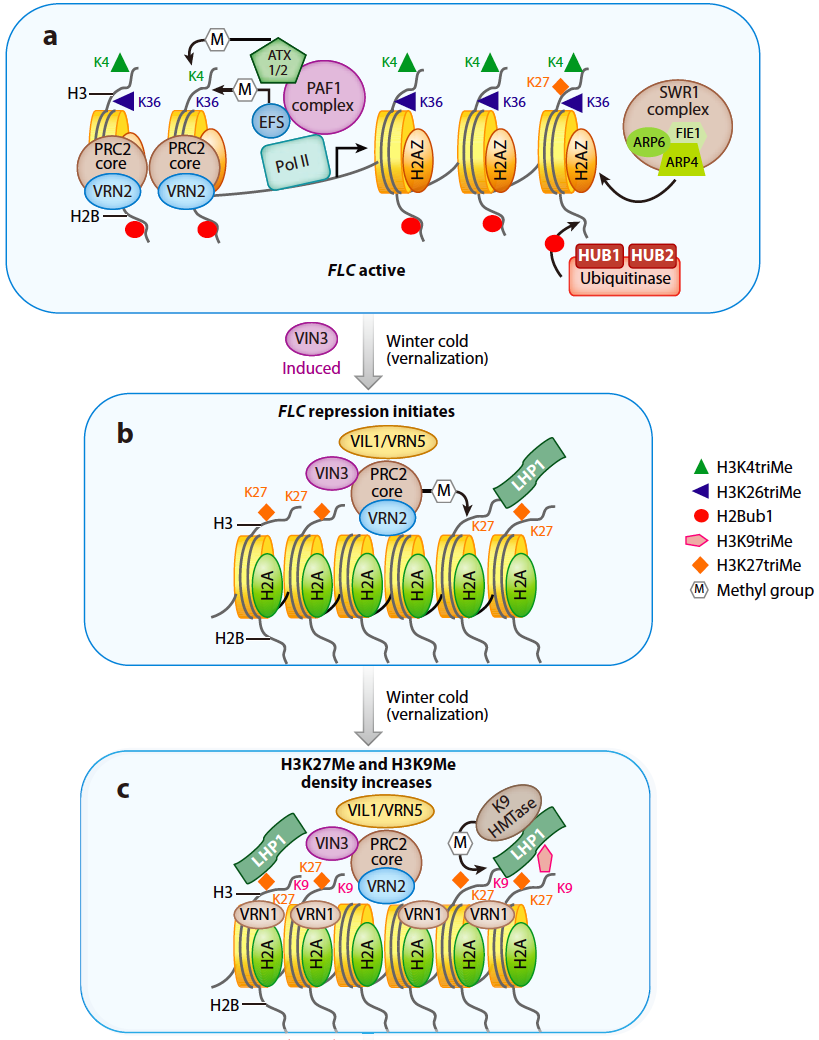 a
M
ATX
1/2
K4
K4
M
PAF1
complex
K4
K4
K4
K27
SWR1
complex
H3
K36
K36
EFS
K36
K36
K36
ARP6
FIE1
ARP4
PRC2
core
PRC2
core
Pol II
H2AZ
H2AZ
H2AZ
VRN2
VRN2
H2B
HUB1
HUB2
Ubiquitinase
FLC active
VIN3
Induced
Winter cold
(vernalization)
FLC repression initiates
b
VIL1/VRN5
VIN3
PRC2
core
M
LHP1
VRN2
K27
K27
K27
K27
H3
H2A
H2A
H2A
H2A
H2A
H2A
H2B
H3K4triMe
H3K26triMe
H2Bub1
H3K9triMe
H3K27triMe
M
Methyl group
Winter cold
(vernalization)
H3K27Me and H3K9Me
density increases
c
VIL1/VRN5
K9
HMTase
LHP1
VIN3
PRC2
core
M
LHP1
K27
VRN2
H3
K9
K9
K9
K9
K27
K27
K27
VRN1
VRN1
VRN1
VRN1
H2A
H2A
H2A
H2A
H2A
H2A
H2B